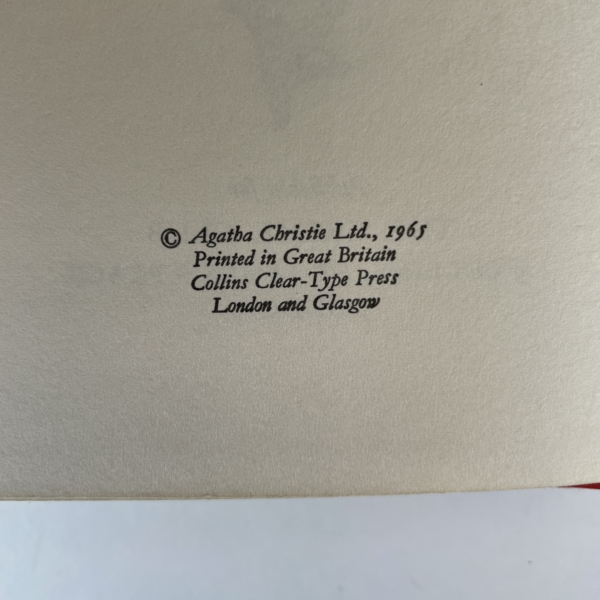 © Agatha Christie Ltd., 1965
Printed in Great Britain
Collins Clear-Type Press
London and Glasgow